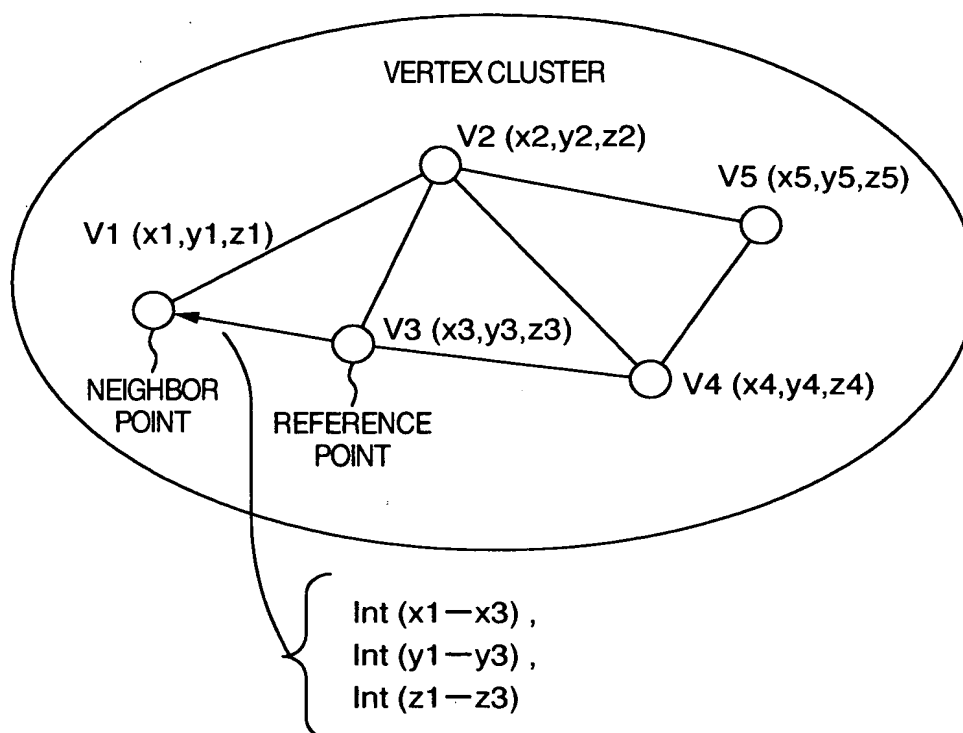 VERTEX CLUSTER
V2 (x2,y2,z2)
V5 (x5,y5,z5)
V1 (x1,y1,z1)
V3 (x3,y3,z3)
V4 (x4,y4,z4)
NEIGHBOR
POINT
REFERENCE
POINT
Int (x1—x3) ,
Int (y1—y3) ,
Int (z1—z3)